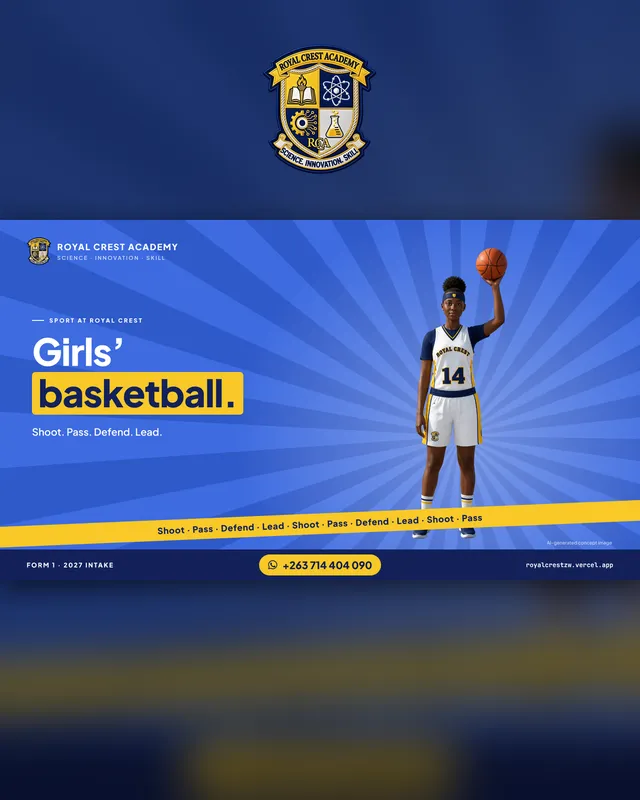 ROYAL CREST ACADEMY
RCA
SCIENCE. INNOVATION. SKILL
ROYAL CREST ACADEMY
SCIENCE · INNOVATION · SKILL
SPORT AT ROYAL CREST
Girls’
basketball.
Shoot. Pass. Defend. Lead.
ROYAL CREST
14
Shoot · Pass · Defend · Lead · Shoot · Pass · Defend · Lead · Shoot · Pass
AI-generated concept image
FORM 1 · 2027 INTAKE
+263 714 404 090
royalcrestzw.vercel.app